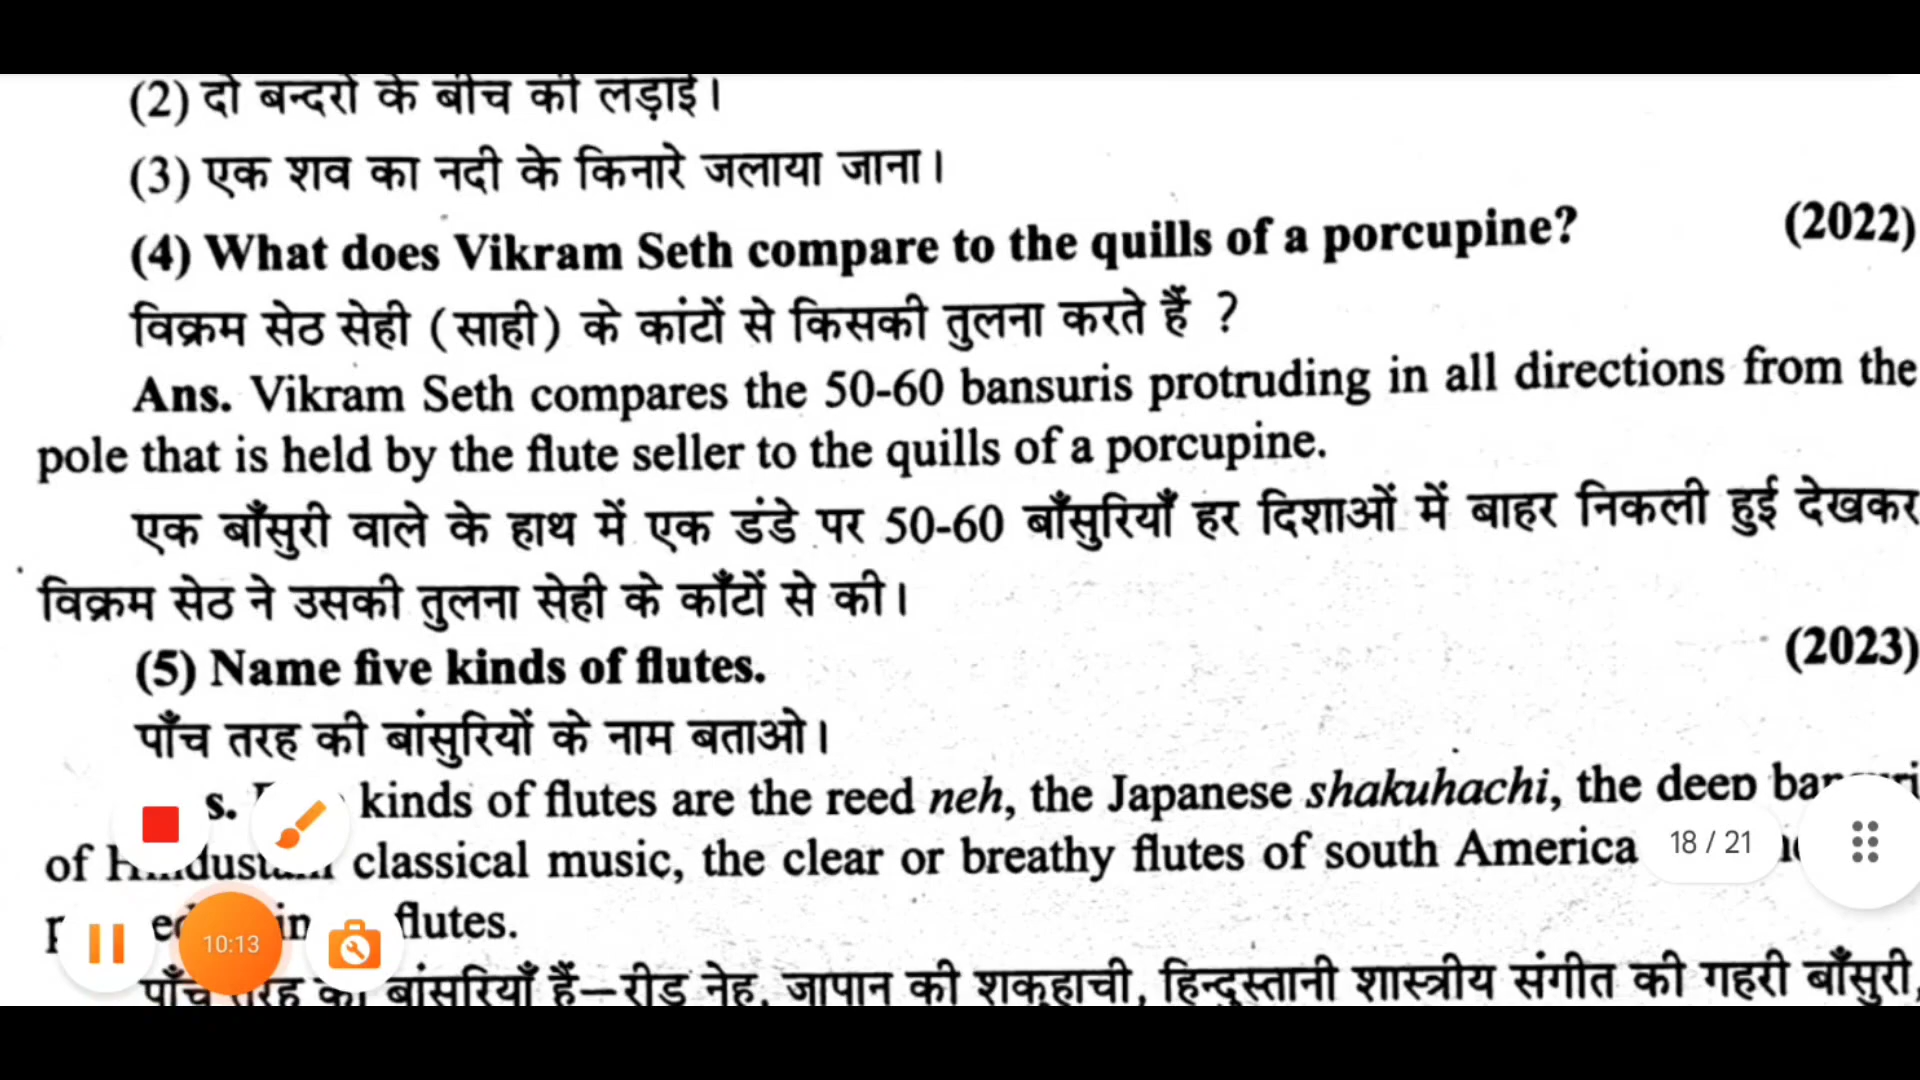 (2) दो बन्दरों के बीच की लड़ाई।
(3) एक शव का नदी के किनारे जलाया जाना।
(4) What does Vikram Seth compare to the quills of a porcupine? (2022)
विक्रम सेठ सेही (साही) के कांटों से किसकी तुलना करते हैं ?
Ans. Vikram Seth compares the 50-60 bansuris protruding in all directions from the
pole that is held by the flute seller to the quills of a porcupine.
एक बाँसुरी वाले के हाथ में एक डंडे पर 50-60 बाँसुरियाँ हर दिशाओं में बाहर निकली हुई देखकर
विक्रम सेठ ने उसकी तुलना सेही के काँटों से की।
(5) Name five kinds of flutes. (2023)
पाँच तरह की बांसुरियों के नाम बताओ।
kinds of flutes are the reed neh, the Japanese shakuhachi, the deep
of classical music, the clear or breathy flutes of south America
18 / 21
flutes.
10:13
पाँच तरह की बांसुरियाँ हैं—रीड नेह, जापान की शकुहाची, हिन्दुस्तानी शास्त्रीय संगीत की गहरी बाँसुरी,